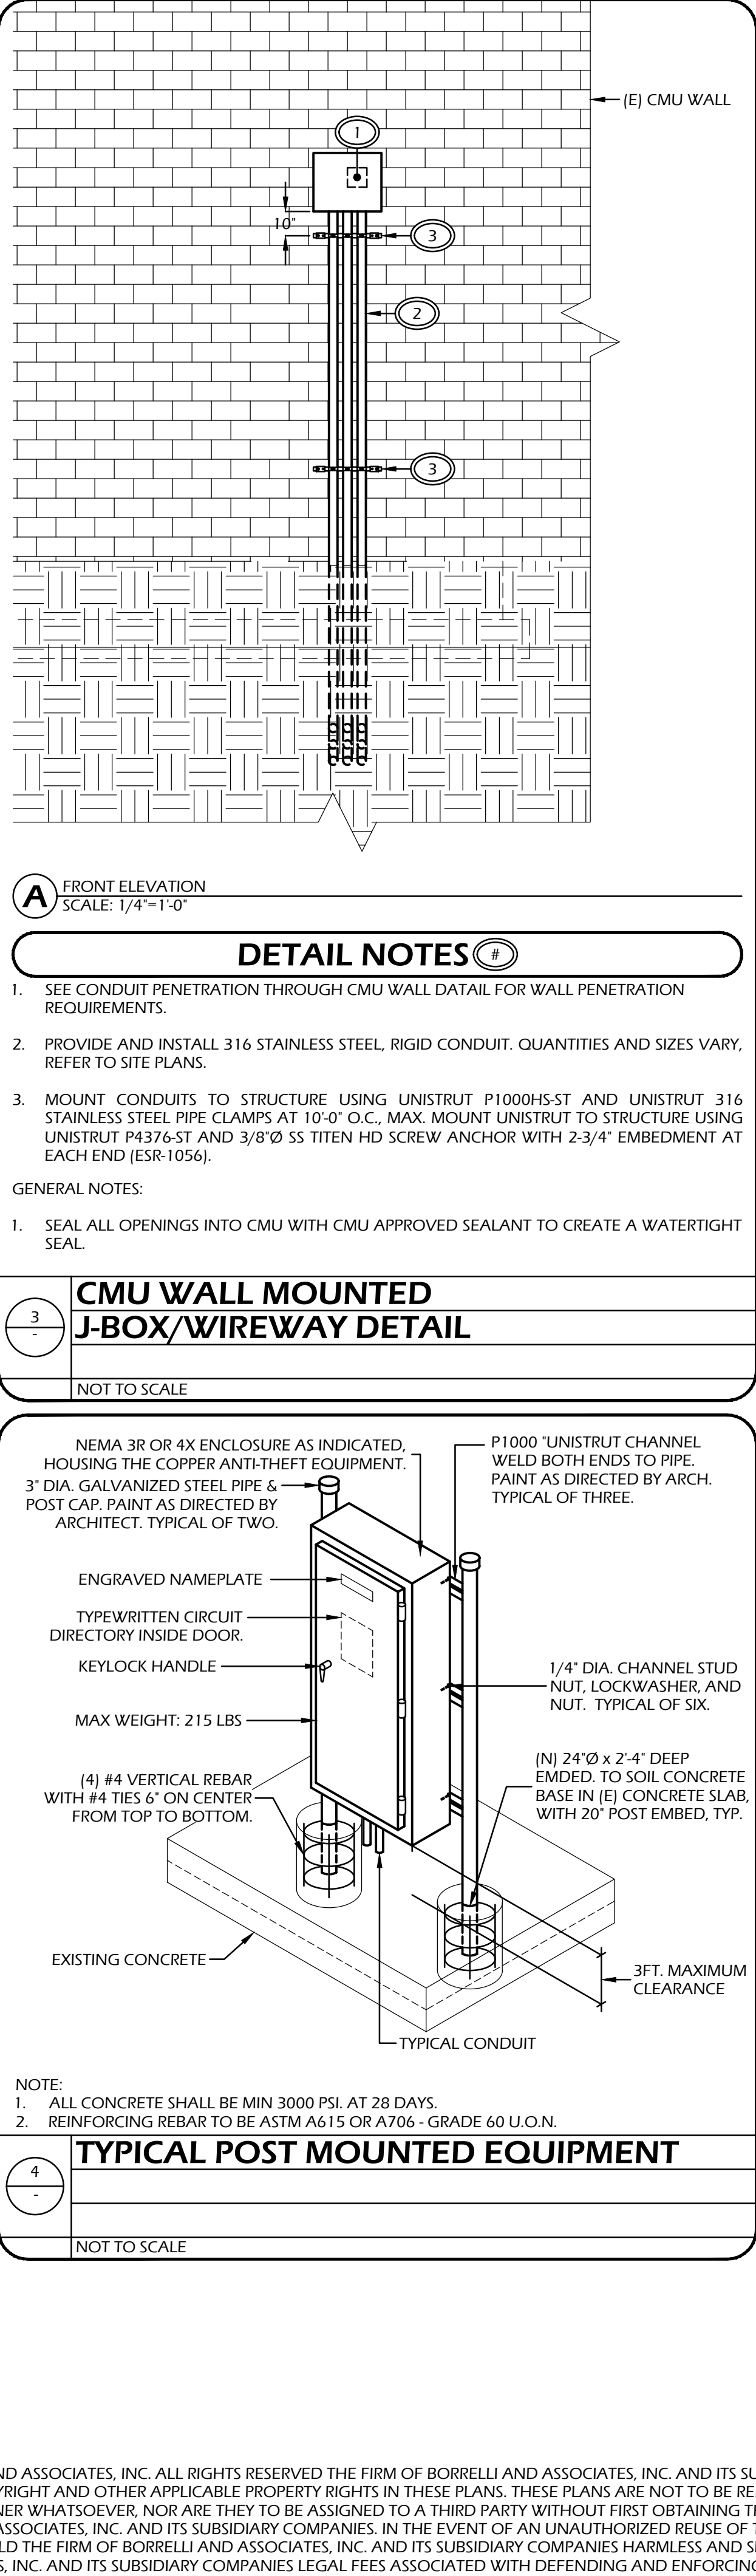 (E) CMU WALL
1
10"
3
2
3
A
FRONT ELEVATION
SCALE: 1/4"=1'-0"
DETAIL NOTES #
1. SEE CONDUIT PENETRATION THROUGH CMU WALL DATAIL FOR WALL PENETRATION
REQUIREMENTS.
2. PROVIDE AND INSTALL 316 STAINLESS STEEL, RIGID CONDUIT. QUANTITIES AND SIZES VARY,
REFER TO SITE PLANS.
3. MOUNT CONDUITS TO STRUCTURE USING UNISTRUT P1000HS-ST AND UNISTRUT 316
STAINLESS STEEL PIPE CLAMPS AT 10'-0" O.C., MAX. MOUNT UNISTRUT TO STRUCTURE USING
UNISTRUT P4376-ST AND 3/8"Ø SS TITEN HD SCREW ANCHOR WITH 2-3/4" EMBEDMENT AT
EACH END (ESR-1056).
GENERAL NOTES:
1. SEAL ALL OPENINGS INTO CMU WITH CMU APPROVED SEALANT TO CREATE A WATERTIGHT
SEAL.
3
-
CMU WALL MOUNTED
J-BOX/WIREWAY DETAIL
NOT TO SCALE
NEMA 3R OR 4X ENCLOSURE AS INDICATED,
HOUSING THE COPPER ANTI-THEFT EQUIPMENT.
3" DIA. GALVANIZED STEEL PIPE &
POST CAP. PAINT AS DIRECTED BY
ARCHITECT. TYPICAL OF TWO.
P1000 "UNISTRUT CHANNEL
WELD BOTH ENDS TO PIPE.
PAINT AS DIRECTED BY ARCH.
TYPICAL OF THREE.
ENGRAVED NAMEPLATE
TYPEWRITTEN CIRCUIT
DIRECTORY INSIDE DOOR.
KEYLOCK HANDLE
MAX WEIGHT: 215 LBS
1/4" DIA. CHANNEL STUD
NUT, LOCKWASHER, AND
NUT. TYPICAL OF SIX.
(4) #4 VERTICAL REBAR
WITH #4 TIES 6" ON CENTER
FROM TOP TO BOTTOM.
(N) 24"Ø x 2'-4" DEEP
EMDED. TO SOIL CONCRETE
BASE IN (E) CONCRETE SLAB,
WITH 20" POST EMBED, TYP.
EXISTING CONCRETE
3FT. MAXIMUM
CLEARANCE
TYPICAL CONDUIT
NOTE:
1. ALL CONCRETE SHALL BE MIN 3000 PSI. AT 28 DAYS.
2. REINFORCING REBAR TO BE ASTM A615 OR A706 - GRADE 60 U.O.N.
4
-
TYPICAL POST MOUNTED EQUIPMENT
NOT TO SCALE
ND ASSOCIATES, INC. ALL RIGHTS RESERVED THE FIRM OF BORRELLI AND ASSOCIATES, INC. AND ITS SU
YRIGHT AND OTHER APPLICABLE PROPERTY RIGHTS IN THESE PLANS. THESE PLANS ARE NOT TO BE RE
NER WHATSOEVER, NOR ARE THEY TO BE ASSIGNED TO A THIRD PARTY WITHOUT FIRST OBTAINING T
ASSOCIATES, INC. AND ITS SUBSIDIARY COMPANIES. IN THE EVENT OF AN UNAUTHORIZED REUSE OF
LD THE FIRM OF BORRELLI AND ASSOCIATES, INC. AND ITS SUBSIDIARY COMPANIES HARMLESS AND S
S, INC. AND ITS SUBSIDIARY COMPANIES LEGAL FEES ASSOCIATED WITH DEFENDING AND ENFORCIN